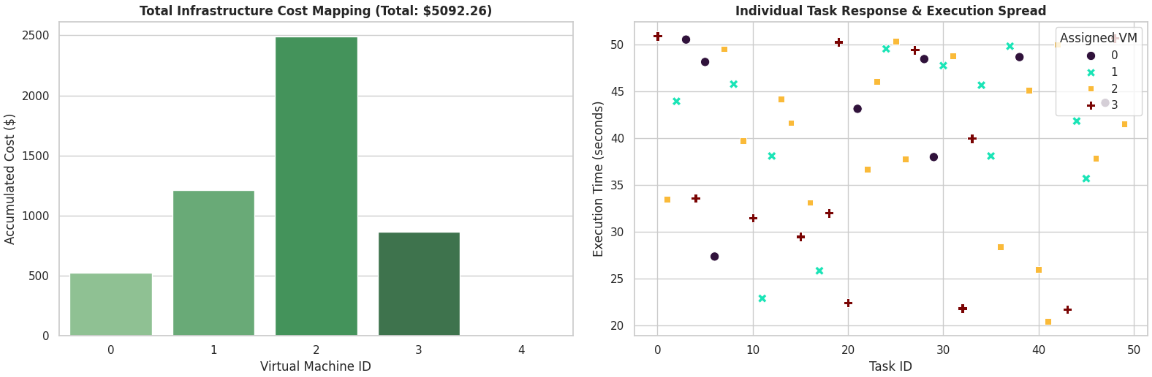 Total Infrastructure Cost Mapping (Total: $5092.26)
Accumulated Cost ($)
2500
2000
1500
1000
500
0
0 1 2 3 4
Virtual Machine ID
Individual Task Response & Execution Spread
Execution Time (seconds)
50
45
40
35
30
25
20
0 10 20 30 40 50
Task ID
Assigned VM
0
1
2
3